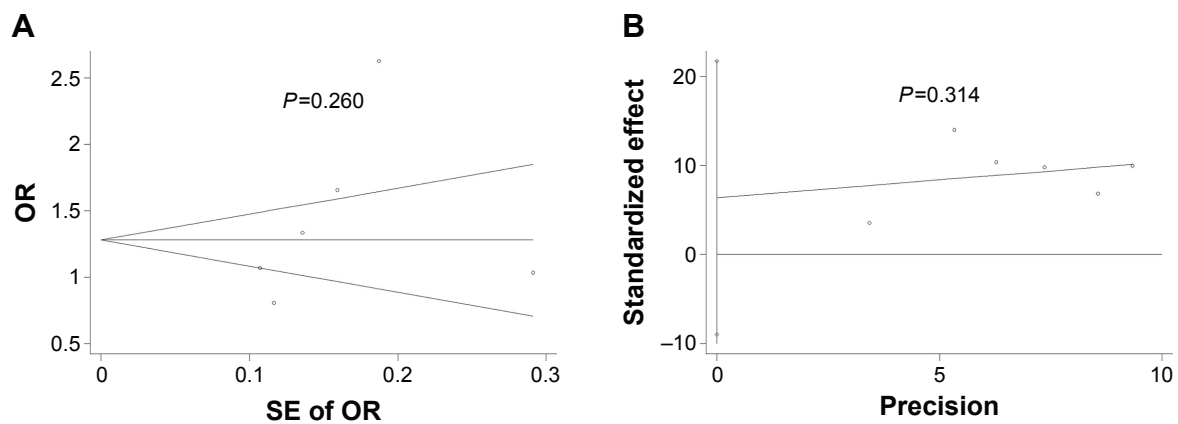 A
OR
2.5
2
1.5
1
0.5
P=0.260
0
0.1
0.2
0.3
SE of OR
B
Standardized effect
20
10
0
–10
P=0.314
0
5
10
Precision